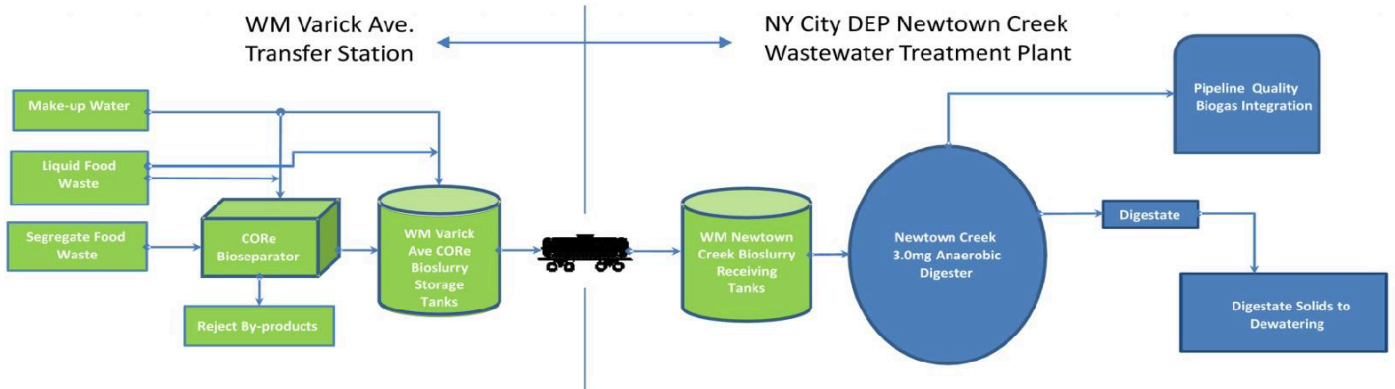 WM Varick Ave.
Transfer Station
NY City DEP Newtown Creek
Wastewater Treatment Plant
Make-up Water
Liquid Food
Waste
Segregate Food
Waste
CORe
Bioseparator
Reject By-products
WM Varick
Ave CORe
Bioslurry
Storage
Tanks
WM Newtown
Creek Bioslurry
Receiving
Tanks
Newtown Creek
3.0mg Anaerobic
Digester
Pipeline Quality
Biogas Integration
Digestate
Digestate Solids to
Dewatering